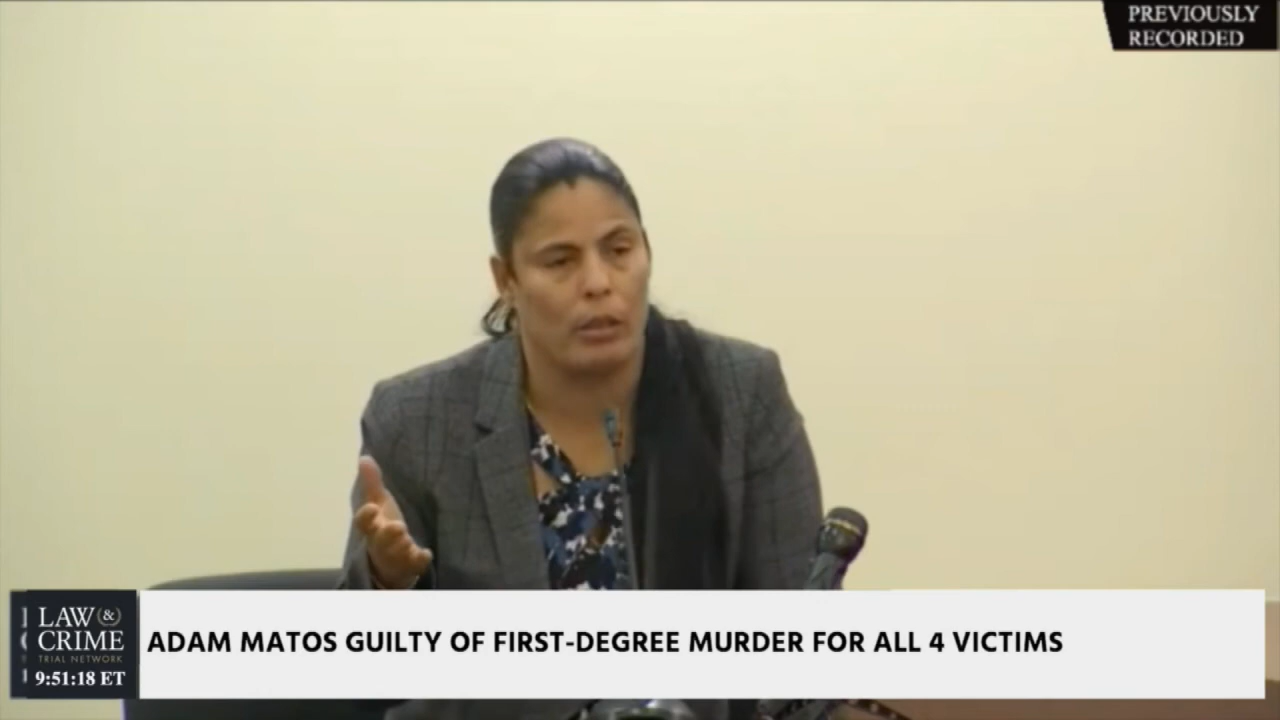 PREVIOUSLY
RECORDED
LAW & CRIME
TRIAL NETWORK
9:51:18 ET
ADAM MATOS GUILTY OF FIRST-DEGREE MURDER FOR ALL 4 VICTIMS